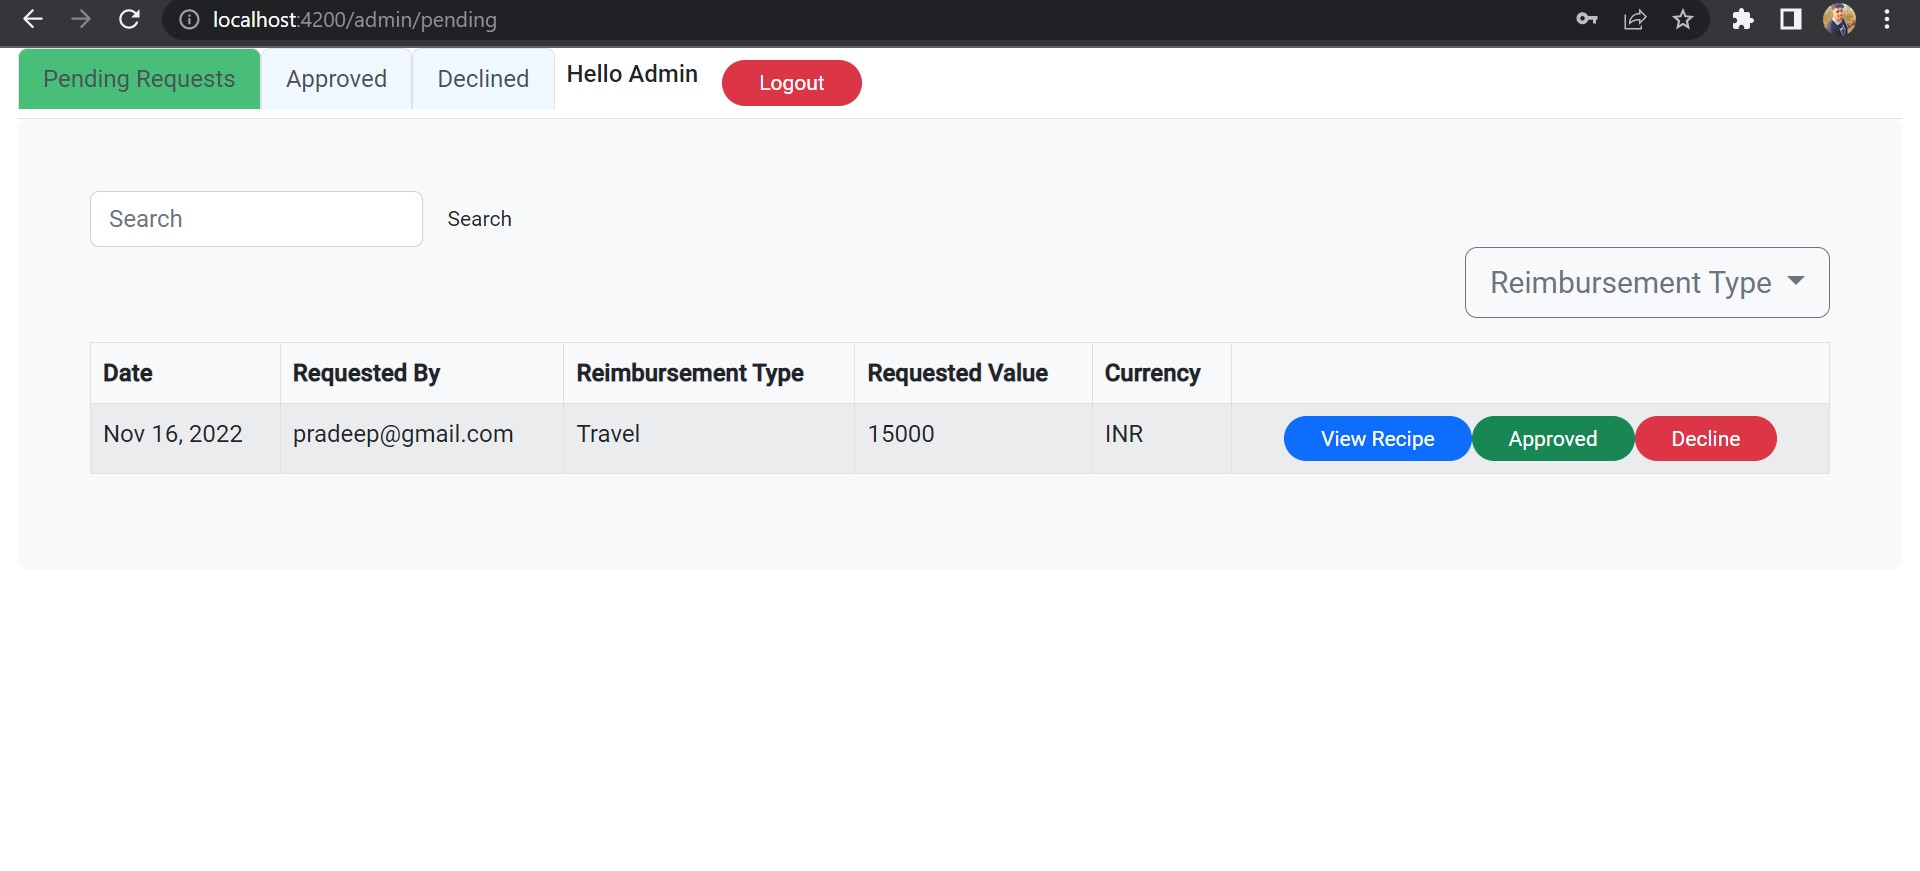 localhost:4200/admin/pending
Pending Requests Approved Declined Hello Admin Logout
Search Search
Reimbursement Type
Date Requested By Reimbursement Type Requested Value Currency
Nov 16, 2022 pradeep@gmail.com Travel 15000 INR View Recipe Approved Decline